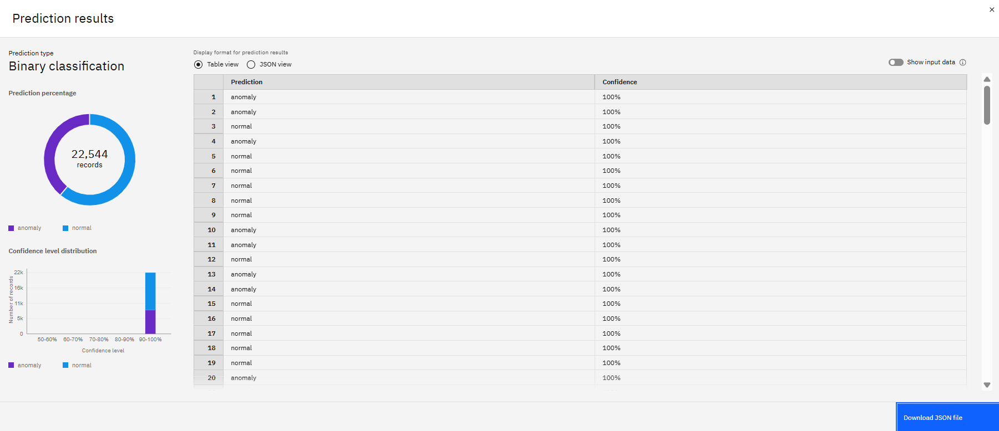 Prediction results
Prediction type
Binary classification
Prediction percentage
22,544
records
anomaly normal
Confidence level distribution
Number of records
22k
16k
11k
5k
0
50-60% 60-70% 70-80% 80-90% 90-100%
Confidence level
anomaly normal
Display format for prediction results
Table view JSON view
Show input data
Prediction Confidence
1 anomaly 100%
2 anomaly 100%
3 normal 100%
4 anomaly 100%
5 normal 100%
6 normal 100%
7 normal 100%
8 normal 100%
9 normal 100%
10 anomaly 100%
11 anomaly 100%
12 normal 100%
13 anomaly 100%
14 anomaly 100%
15 normal 100%
16 normal 100%
17 normal 100%
18 normal 100%
19 normal 100%
20 anomaly 100%
Download JSON file